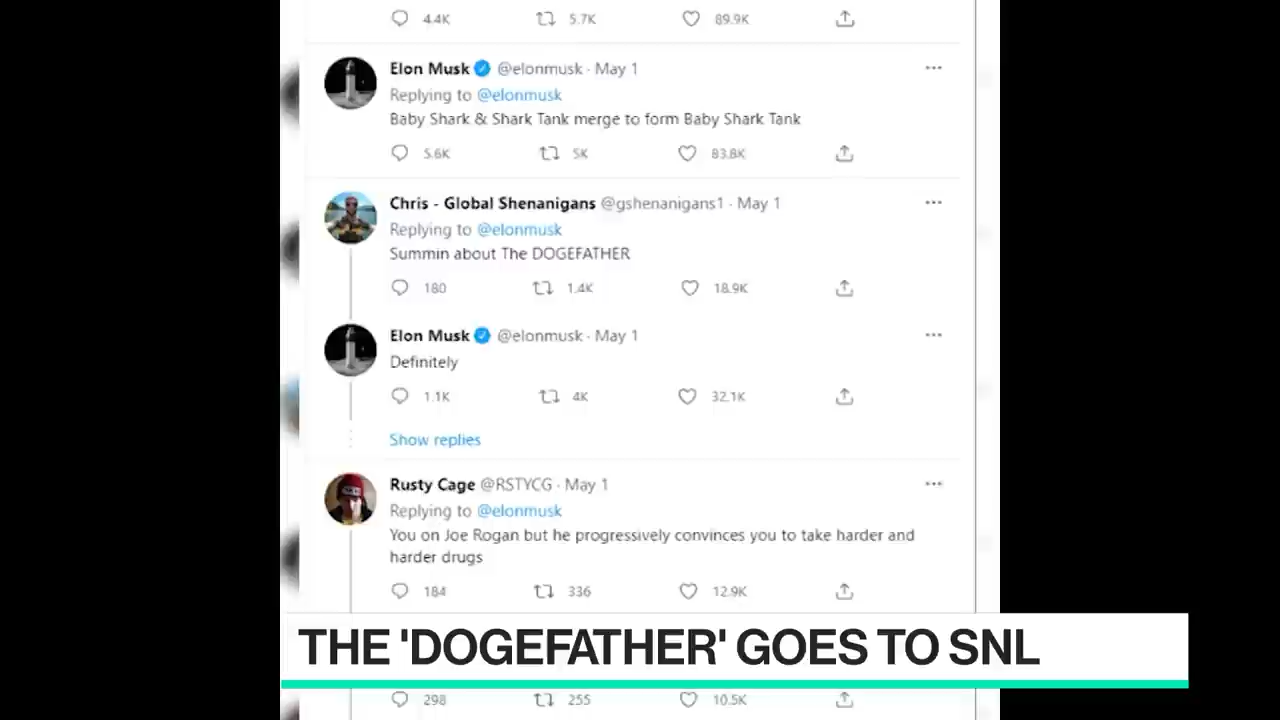 4.4K 5.7K 89.9K
Elon Musk @elonmusk · May 1
Replying to @elonmusk
Baby Shark & Shark Tank merge to form Baby Shark Tank
5.6K 5K 83.8K
Chris - Global Shenanigans @gshenanigans1 · May 1
Replying to @elonmusk
Summin about The DOGEFATHER
180 1.4K 18.9K
Elon Musk @elonmusk · May 1
Definitely
1.1K 4K 32.1K
Show replies
Rusty Cage @RSTYCG · May 1
Replying to @elonmusk
You on Joe Rogan but he progressively convinces you to take harder and
harder drugs
184 336 12.9K
THE 'DOGEFATHER' GOES TO SNL
298 255 10.5K